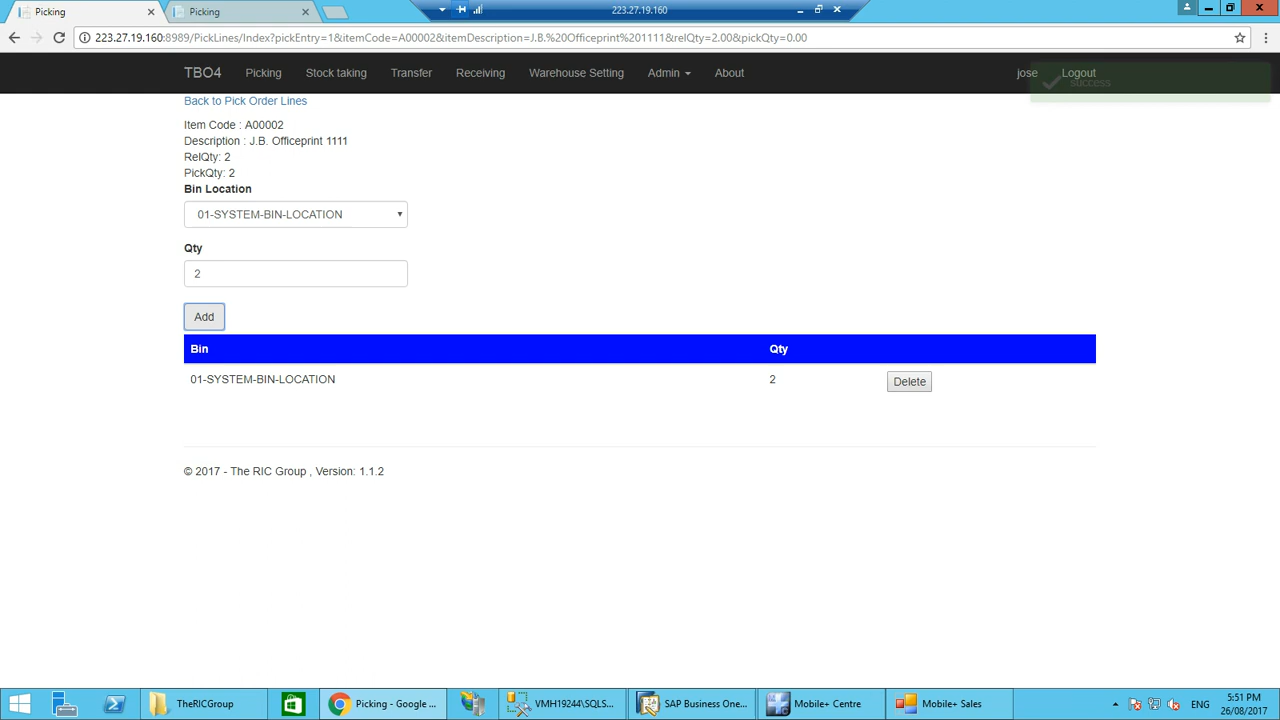 Picking
Picking
223.27.19.160
223.27.19.160:8989/PickLines/Index?pickEntry=1&itemCode=A00002&itemDescription=J.B.%20Officeprint%201111&relQty=2.00&pickQty=0.00
TBO4 Picking Stock taking Transfer Receiving Warehouse Setting Admin About jose Logout
success
Back to Pick Order Lines
Item Code : A00002
Description : J.B. Officeprint 1111
RelQty: 2
PickQty: 2
Bin Location
01-SYSTEM-BIN-LOCATION
Qty
2
Add
Bin Qty
01-SYSTEM-BIN-LOCATION 2 Delete
© 2017 - The RIC Group , Version: 1.1.2
TheRICGroup Picking - Google ... VMH19244\SQLS... SAP Business One... Mobile+ Centre Mobile+ Sales ENG 5:51 PM
26/08/2017